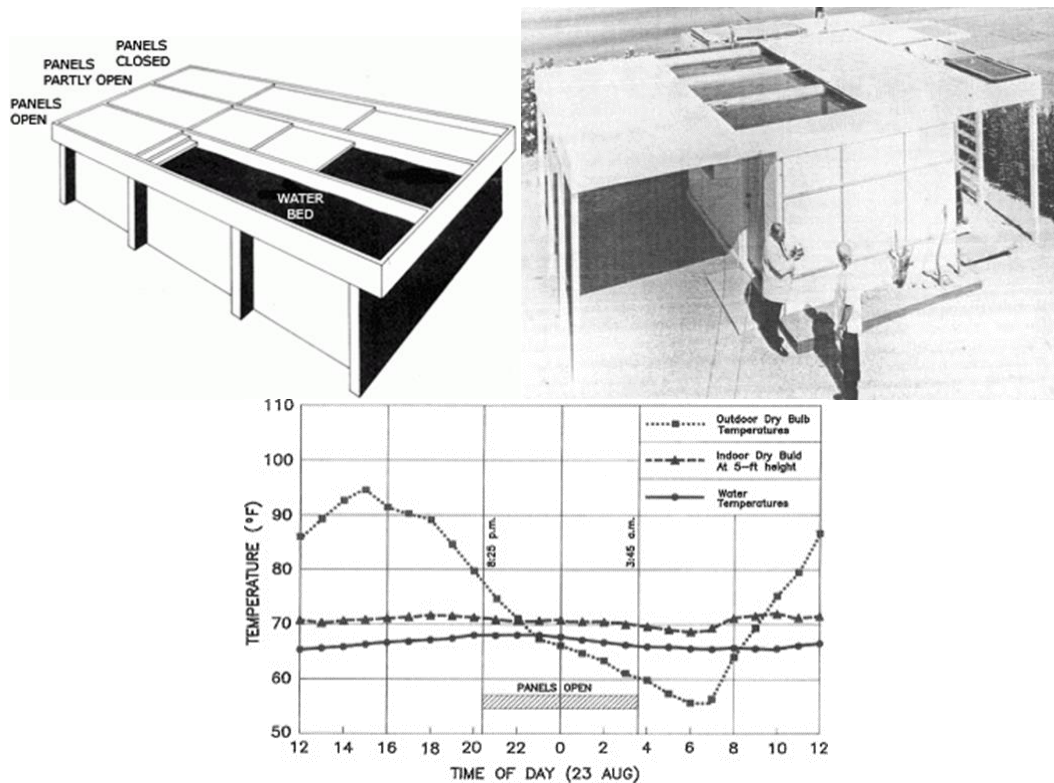 PANELS
CLOSED
PANELS
PARTLY OPEN
PANELS
OPEN
WATER
BED
110
100
90
80
70
60
50
TEMPERATURE (°F)
Outdoor Dry Bulb
Temperatures
Indoor Dry Buld
At 5-ft height
Water
Temperatures
8:25 p.m.
3:45 a.m.
PANELS OPEN
12 14 16 18 20 22 0 2 4 6 8 10 12
TIME OF DAY (23 AUG)